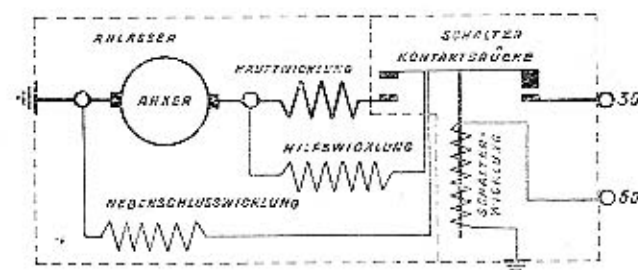 ANLASSER
SCHALTER
KONTAKTBRÜCKE
HAUPTWICKLUNG
ANKER
30
HILFSWICKLUNG
SCHALTER-
WICKLUNG
NEBENSCHLUSSWICKLUNG
50